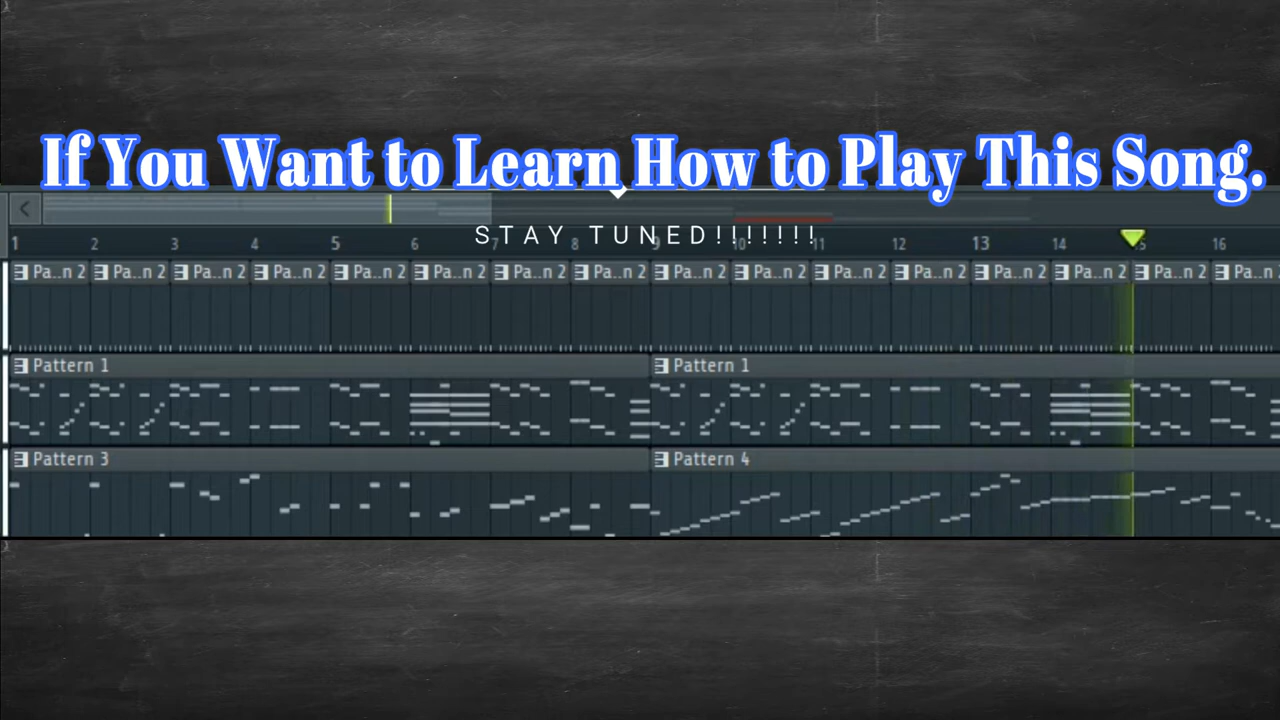 If You Want to Learn How to Play This Song.
STAY TUNED!!!!!!!
1 2 3 4 5 6 7 8 9 10 11 12 13 14 15 16
Pa..n 2 Pa..n 2 Pa..n 2 Pa..n 2 Pa..n 2 Pa..n 2 Pa..n 2 Pa..n 2 Pa..n 2 Pa..n 2 Pa..n 2 Pa..n 2 Pa..n 2 Pa..n 2 Pa..n 2 Pa..n
Pattern 1 Pattern 1
Pattern 3 Pattern 4